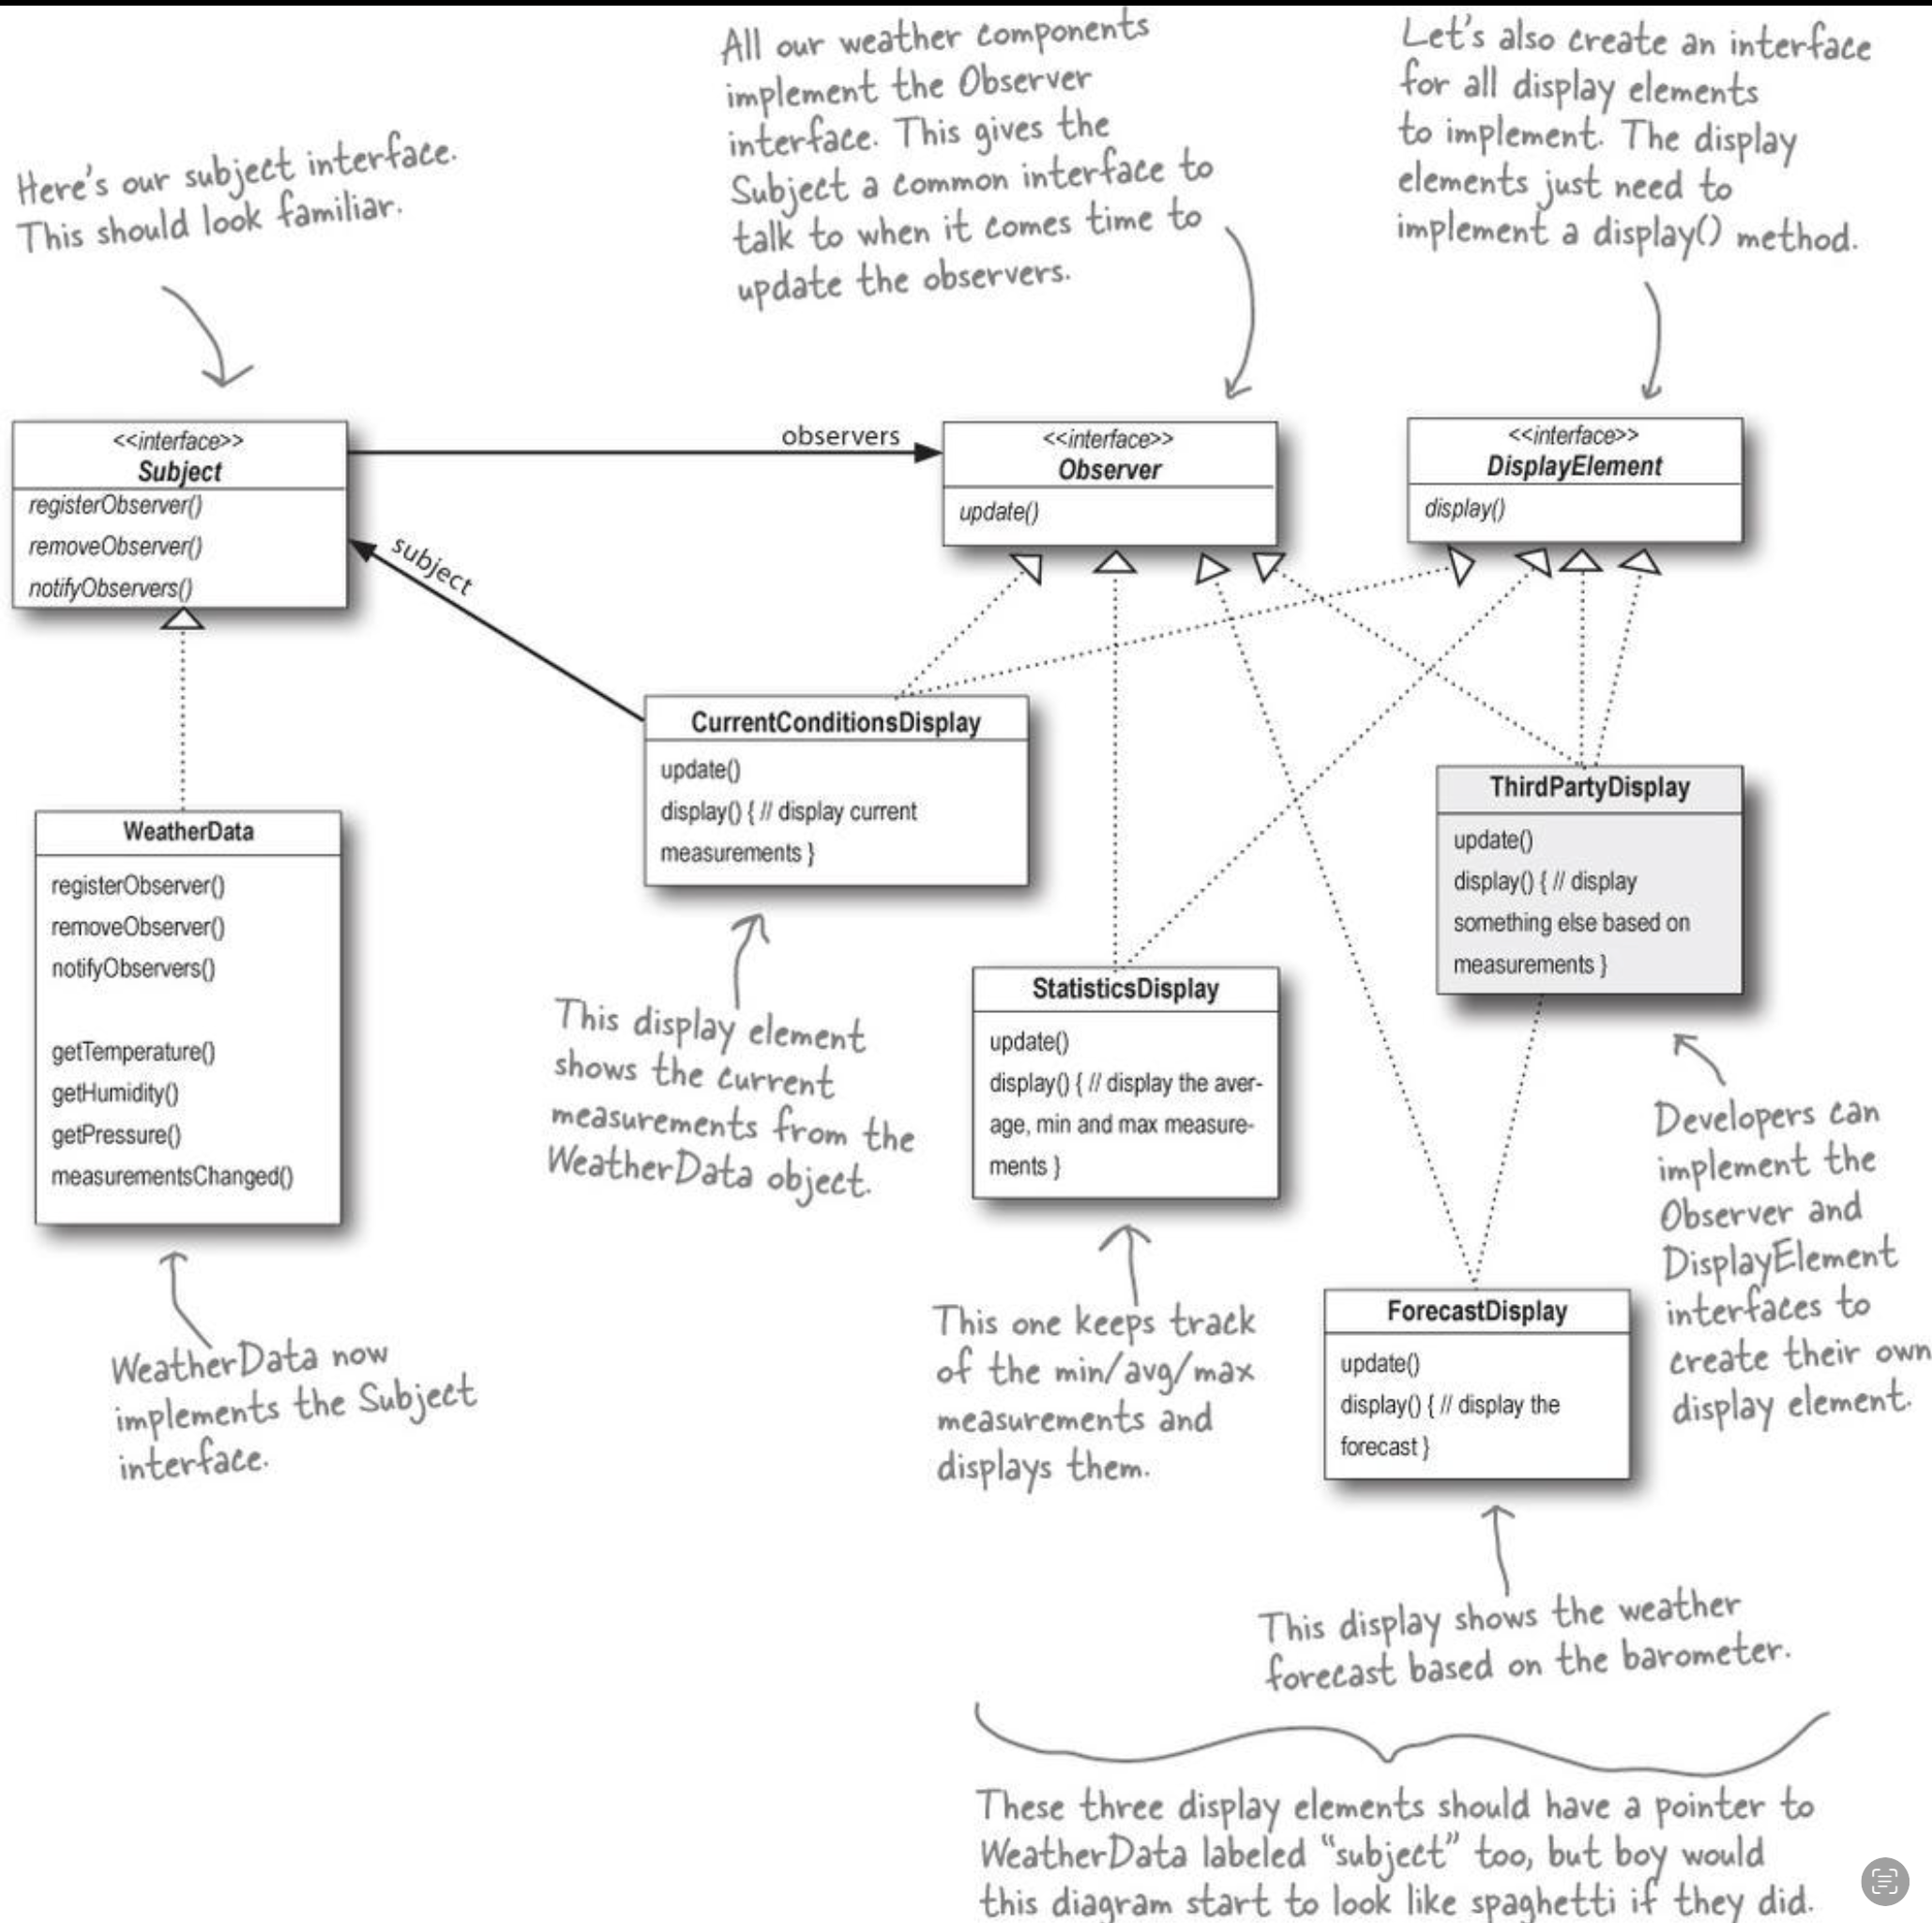 Here's our subject interface.
This should look familiar.
All our weather components
implement the Observer
interface. This gives the
Subject a common interface to
talk to when it comes time to
update the observers.
Let's also create an interface
for all display elements
to implement. The display
elements just need to
implement a display() method.
<<interface>>
Subject
registerObserver()
removeObserver()
notifyObservers()
observers
subject
<<interface>>
Observer
update()
<<interface>>
DisplayElement
display()
WeatherData
registerObserver()
removeObserver()
notifyObservers()
getTemperature()
getHumidity()
getPressure()
measurementsChanged()
WeatherData now
implements the Subject
interface.
CurrentConditionsDisplay
update()
display() { // display current
measurements }
This display element
shows the current
measurements from the
WeatherData object.
StatisticsDisplay
update()
display() { // display the aver-
age, min and max measure-
ments }
This one keeps track
of the min/avg/max
measurements and
displays them.
ThirdPartyDisplay
update()
display() { // display
something else based on
measurements }
Developers can
implement the
Observer and
DisplayElement
interfaces to
create their own
display element.
ForecastDisplay
update()
display() { // display the
forecast }
This display shows the weather
forecast based on the barometer.
These three display elements should have a pointer to
WeatherData labeled "subject" too, but boy would
this diagram start to look like spaghetti if they did.